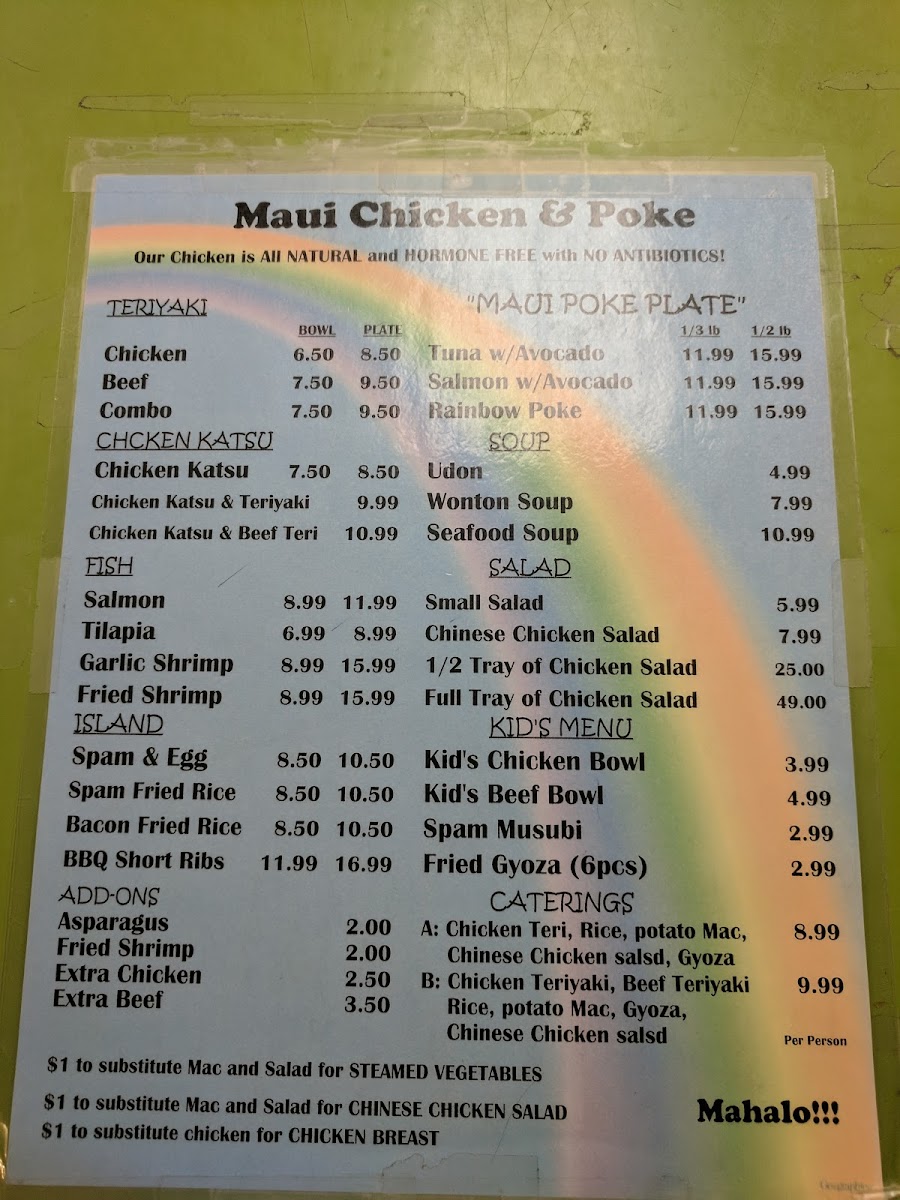 Maui Chicken & Poke
Our Chicken is All NATURAL and HORMONE FREE with NO ANTIBIOTICS!
TERIYAKI
BOWL PLATE
Chicken 6.50 8.50
Beef 7.50 9.50
Combo 7.50 9.50
CHCKEN KATSU
Chicken Katsu 7.50 8.50
Chicken Katsu & Teriyaki 9.99
Chicken Katsu & Beef Teri 10.99
FISH
Salmon 8.99 11.99
Tilapia 6.99 8.99
Garlic Shrimp 8.99 15.99
Fried Shrimp 8.99 15.99
ISLAND
Spam & Egg 8.50 10.50
Spam Fried Rice 8.50 10.50
Bacon Fried Rice 8.50 10.50
BBQ Short Ribs 11.99 16.99
ADD-ONS
Asparagus 2.00
Fried Shrimp 2.00
Extra Chicken 2.50
Extra Beef 3.50
"MAUI POKE PLATE"
1/3 lb 1/2 lb
Tuna w/Avocado 11.99 15.99
Salmon w/Avocado 11.99 15.99
Rainbow Poke 11.99 15.99
SOUP
Udon 4.99
Wonton Soup 7.99
Seafood Soup 10.99
SALAD
Small Salad 5.99
Chinese Chicken Salad 7.99
1/2 Tray of Chicken Salad 25.00
Full Tray of Chicken Salad 49.00
KID'S MENU
Kid's Chicken Bowl 3.99
Kid's Beef Bowl 4.99
Spam Musubi 2.99
Fried Gyoza (6pcs) 2.99
CATERINGS
A: Chicken Teri, Rice, potato Mac, 8.99
Chinese Chicken salsd, Gyoza
B: Chicken Teriyaki, Beef Teriyaki 9.99
Rice, potato Mac, Gyoza,
Chinese Chicken salsd
Per Person
$1 to substitute Mac and Salad for STEAMED VEGETABLES
$1 to substitute Mac and Salad for CHINESE CHICKEN SALAD
$1 to substitute chicken for CHICKEN BREAST
Mahalo!!!